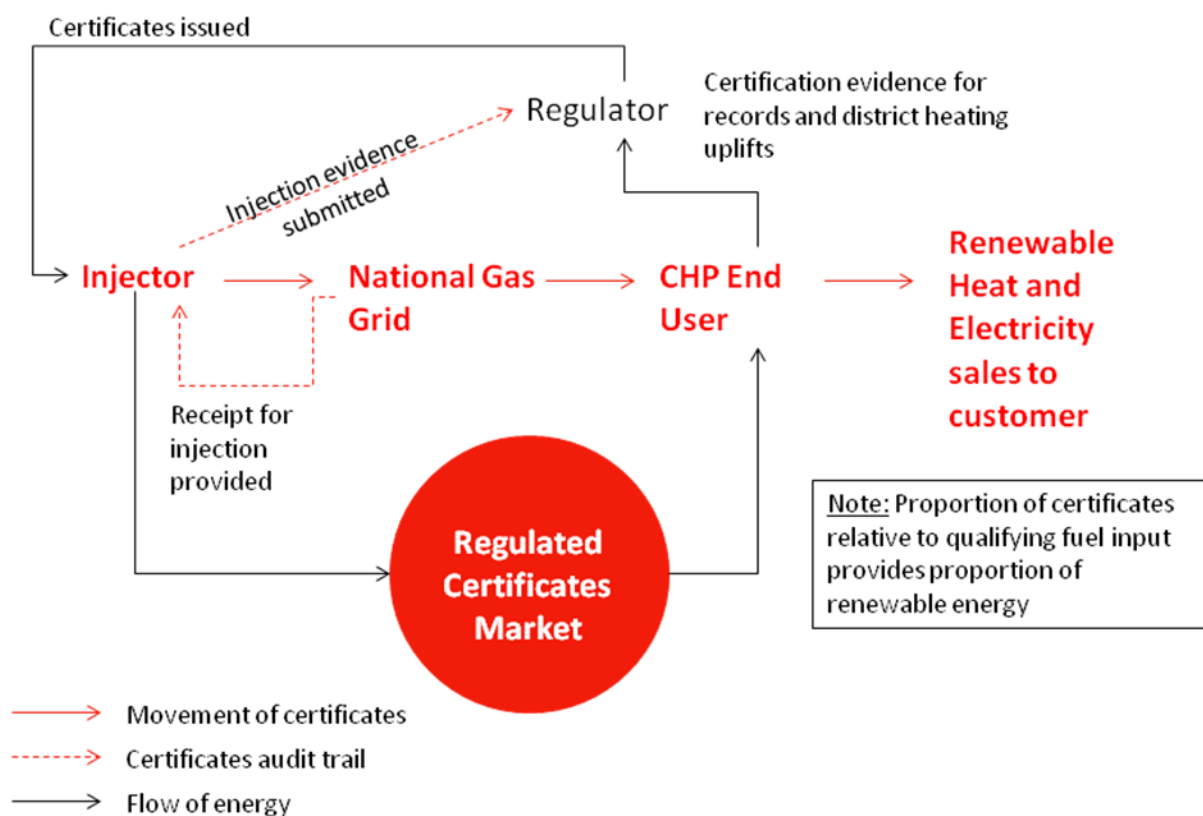 Certificates issued
Regulator
Certification evidence for
records and district heating
uplifts
Injection evidence
submitted
Injector
National Gas
Grid
CHP End
User
Renewable
Heat and
Electricity
sales to
customer
Receipt for
injection
provided
Regulated
Certificates
Market
Note: Proportion of certificates
relative to qualifying fuel input
provides proportion of
renewable energy
Movement of certificates
Certificates audit trail
Flow of energy